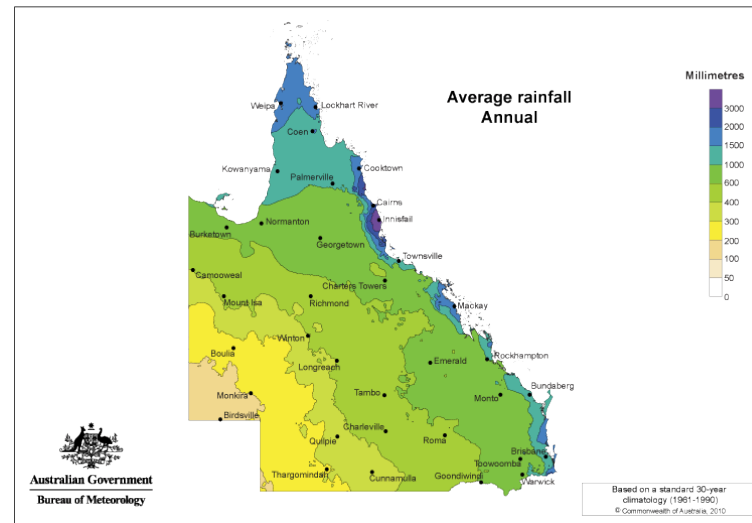 Average rainfall
Annual
Millimetres
3000
2000
1500
1000
600
400
300
200
100
50
0
Weipa
Lockhart River
Coen
Kowanyama
Cooktown
Palmerville
Cairns
Innisfail
Normanton
Burketown
Georgetown
Townsville
Camooweal
Charters Towers
Mount Isa
Richmond
Mackay
Winton
Boulia
Longreach
Emerald
Rockhampton
Monkira
Tambo
Monto
Bundaberg
Birdsville
Charleville
Quilpie
Roma
Brisbane
Toowoomba
Thargomindah
Cunnamulla
Goondiwindi
Warwick
Australian Government
Bureau of Meteorology
Based on a standard 30-year
climatology (1961-1990)
© Commonwealth of Australia, 2010